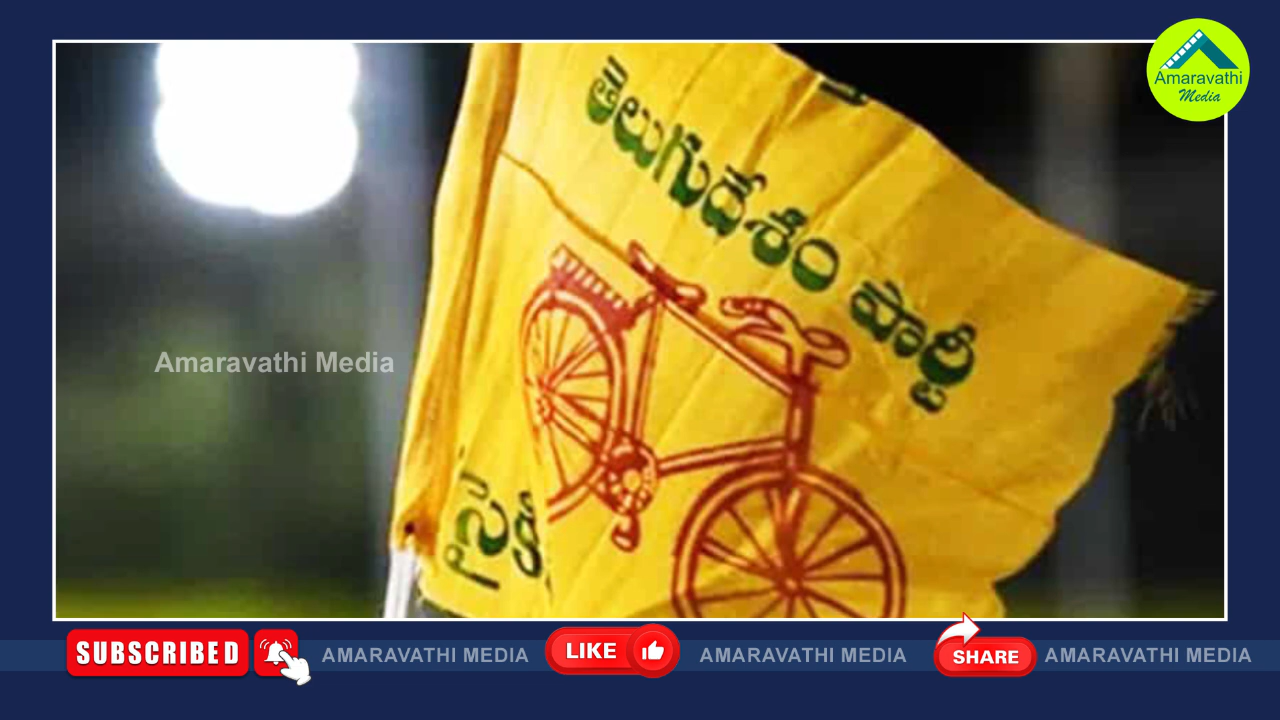 Amaravathi
Media
తెలుగుదేశం పార్టీ
Amaravathi Media
సైకి
SUBSCRIBED
AMARAVATHI MEDIA
LIKE
AMARAVATHI MEDIA
SHARE
AMARAVATHI MEDIA